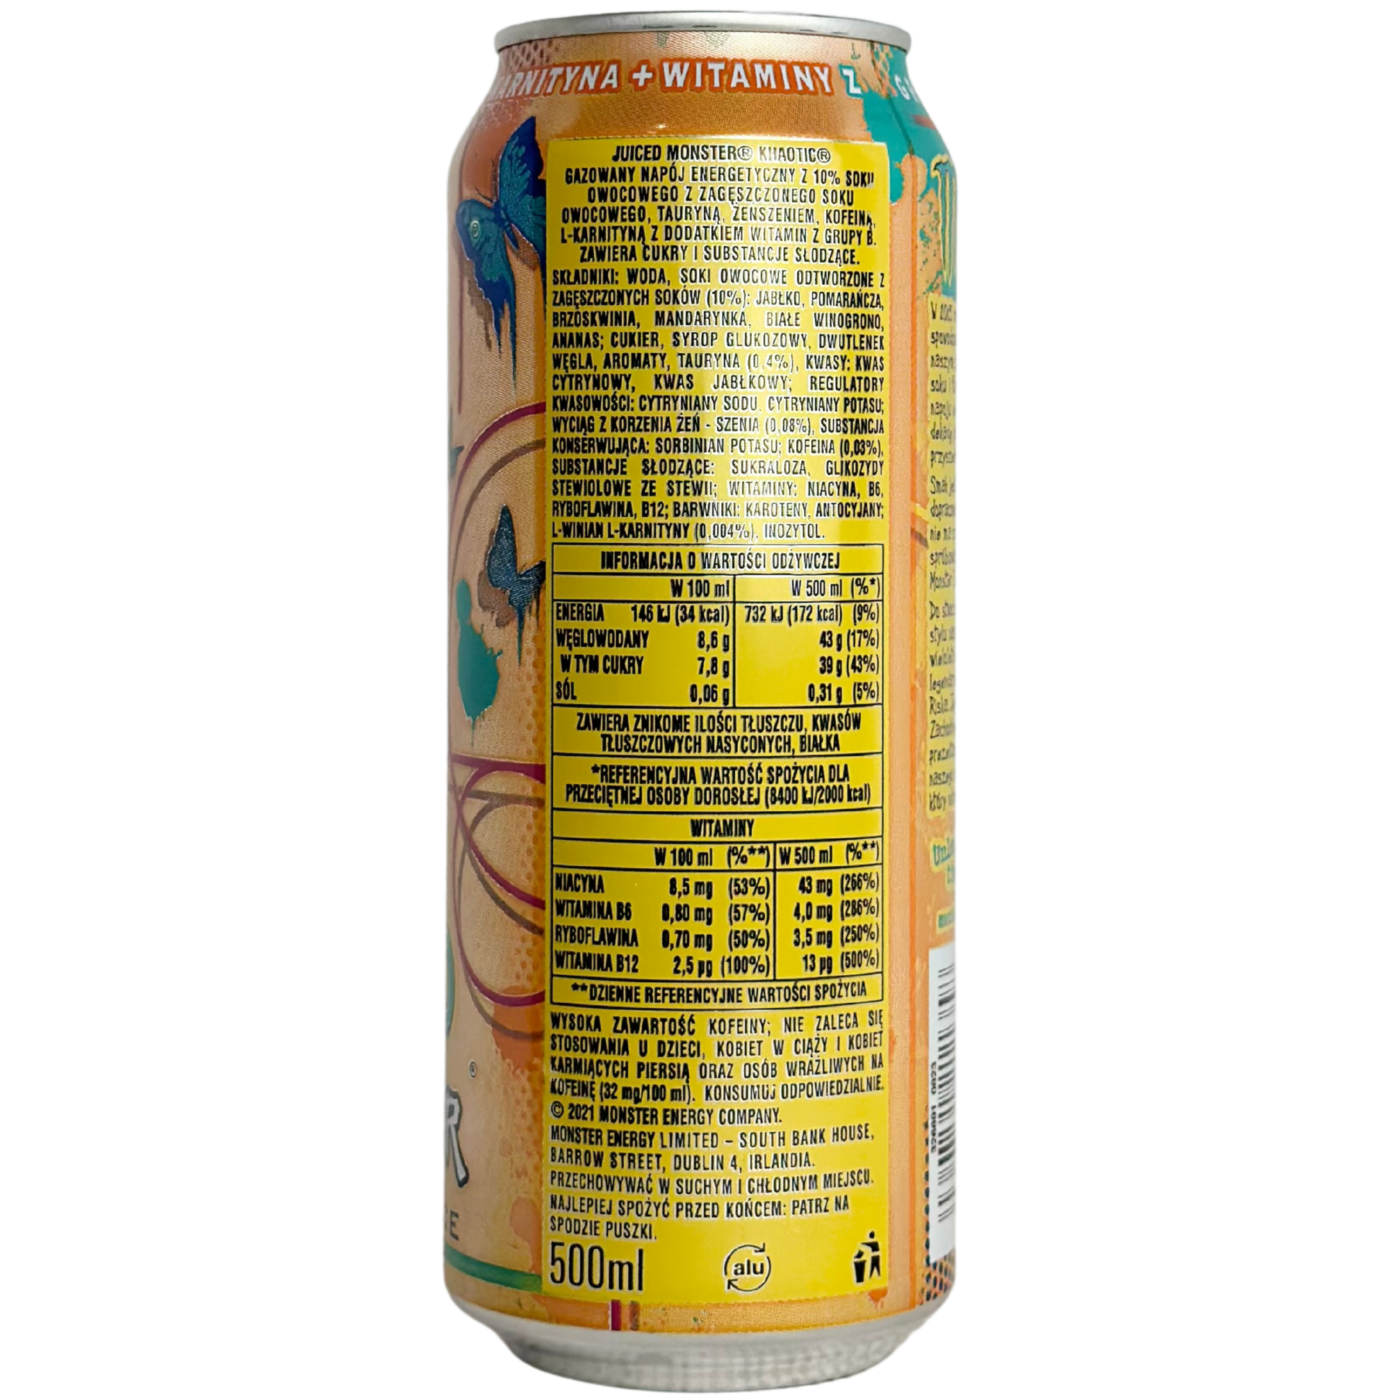 ARNITYNA + WITAMINY Z G
JUICED MONSTER® KHAOTIC®
GAZOWANY NAPÓJ ENERGETYCZNY Z 10% SOKU
OWOCOWEGO Z ZAGĘSZCZONEGO SOKU
OWOCOWEGO, TAURYNĄ, ŻEŃSZENIEM, KOFEINĄ,
L-KARNITYNĄ Z DODATKIEM WITAMIN Z GRUPY B.
ZAWIERA CUKRY I SUBSTANCJE SŁODZĄCE.
SKŁADNIKI: WODA, SOKI OWOCOWE ODTWORZONE Z
ZAGĘSZCZONYCH SOKÓW (10%): JABŁKO, POMARAŃCZA,
BRZOSKWINIA, MANDARYNKA, BIAŁE WINOGRONO,
ANANAS; CUKIER, SYROP GLUKOZOWY, DWUTLENEK
WĘGLA, AROMATY, TAURYNA (0,4%), KWASY: KWAS
CYTRYNOWY, KWAS JABŁKOWY; REGULATORY
KWASOWOŚCI: CYTRYNIANY SODU, CYTRYNIANY POTASU;
WYCIĄG Z KORZENIA ŻEŃ - SZENIA (0,08%), SUBSTANCJA
KONSERWUJĄCA: SORBINIAN POTASU; KOFEINA (0,03%),
SUBSTANCJE SŁODZĄCE: SUKRALOZA, GLIKOZYDY
STEWIOLOWE ZE STEWII; WITAMINY: NIACYNA, B6,
RYBOFLAWINA, B12; BARWNIKI: KAROTENY, ANTOCYJANY;
L-WINIAN L-KARNITYNY (0,004%), INOZYTOL.
INFORMACJA O WARTOŚCI ODŻYWCZEJ
W 100 ml W 500 ml (%*)
ENERGIA 146 kJ (34 kcal) 732 kJ (172 kcal) (9%)
WĘGLOWODANY 8,6 g 43 g (17%)
W TYM CUKRY 7,8 g 39 g (43%)
SÓL 0,06 g 0,31 g (5%)
ZAWIERA ZNIKOME ILOŚCI TŁUSZCZU, KWASÓW
TŁUSZCZOWYCH NASYCONYCH, BIAŁKA
*REFERENCYJNA WARTOŚĆ SPOŻYCIA DLA
PRZECIĘTNEJ OSOBY DOROSŁEJ (8400 kJ/2000 kcal)
WITAMINY
W 100 ml (%**) W 500 ml (%**)
NIACYNA 8,5 mg (53%) 43 mg (266%)
WITAMINA B6 0,80 mg (57%) 4,0 mg (286%)
RYBOFLAWINA 0,70 mg (50%) 3,5 mg (250%)
WITAMINA B12 2,5 µg (100%) 13 µg (500%)
**DZIENNE REFERENCYJNE WARTOŚCI SPOŻYCIA
WYSOKA ZAWARTOŚĆ KOFEINY; NIE ZALECA SIĘ
STOSOWANIA U DZIECI, KOBIET W CIĄŻY I KOBIET
KARMIĄCYCH PIERSIĄ ORAZ OSÓB WRAŻLIWYCH NA
KOFEINĘ (32 mg/100 ml). KONSUMUJ ODPOWIEDZIALNIE.
© 2021 MONSTER ENERGY COMPANY.
MONSTER ENERGY LIMITED – SOUTH BANK HOUSE,
BARROW STREET, DUBLIN 4, IRLANDIA.
PRZECHOWYWAĆ W SUCHYM I CHŁODNYM MIEJSCU.
NAJLEPIEJ SPOŻYĆ PRZED KOŃCEM: PATRZ NA
SPODZIE PUSZKI.
500ml
alu